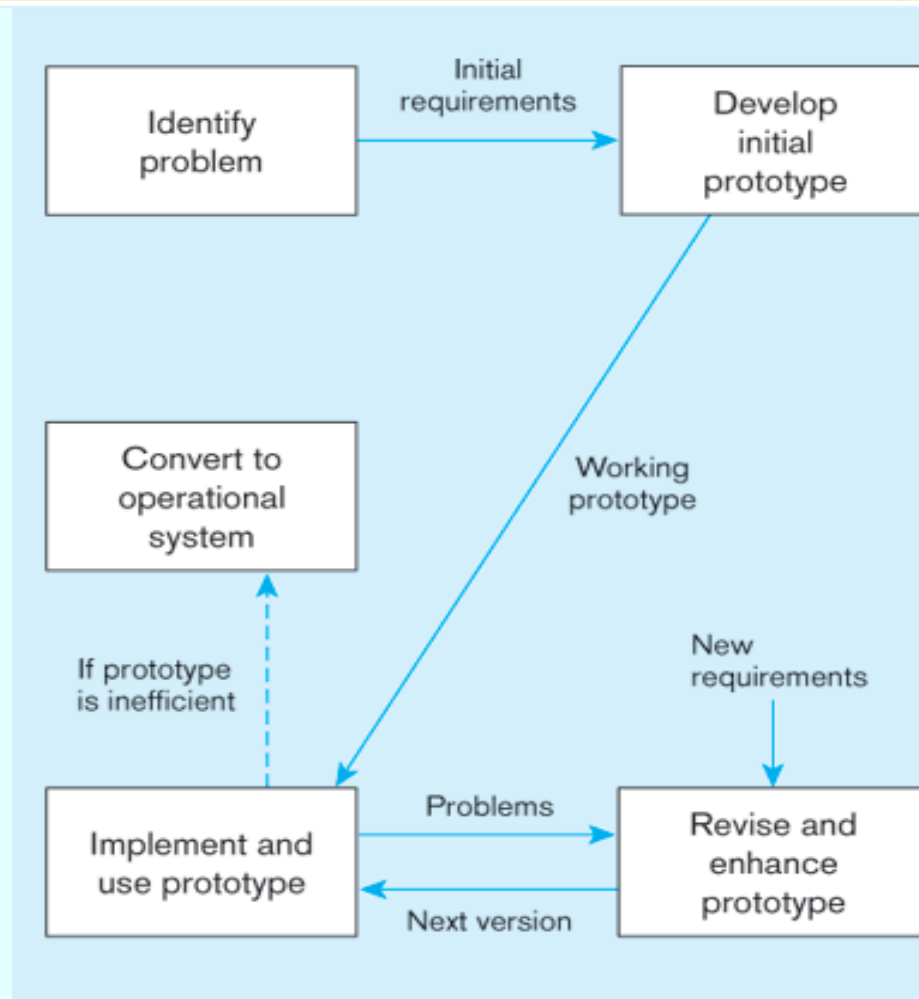 Identify
problem
Initial
requirements
Develop
initial
prototype
Working
prototype
Convert to
operational
system
If prototype
is inefficient
New
requirements
Implement and
use prototype
Problems
Next version
Revise and
enhance
prototype